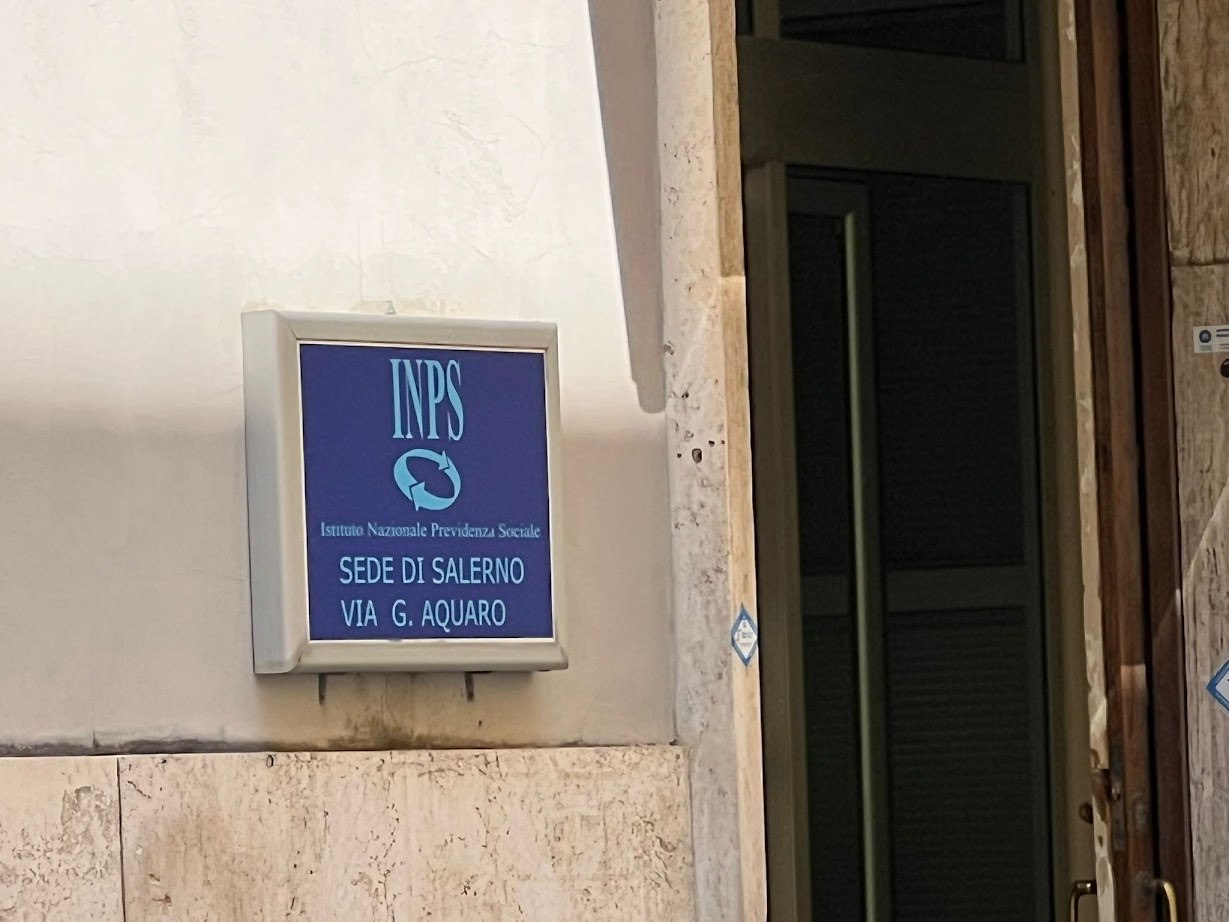 INPS
Istituto Nazionale Previdenza Sociale
SEDE DI SALERNO
VIA G. AQUARO